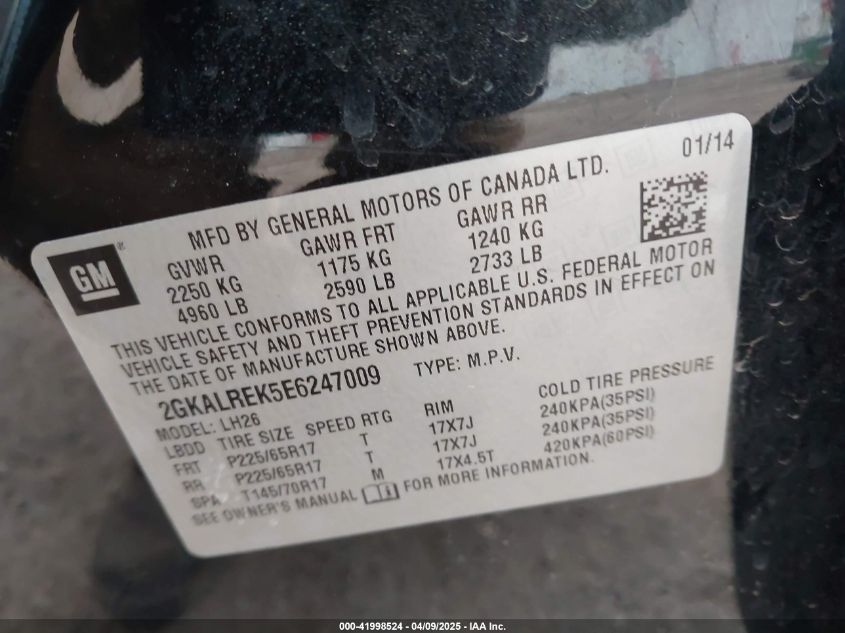 01/14
MFD BY GENERAL MOTORS OF CANADA LTD.
GM®
GVWR GAWR FRT GAWR RR
2250 KG 1175 KG 1240 KG
4960 LB 2590 LB 2733 LB
THIS VEHICLE CONFORMS TO ALL APPLICABLE U.S. FEDERAL MOTOR
VEHICLE SAFETY AND THEFT PREVENTION STANDARDS IN EFFECT ON
THE DATE OF MANUFACTURE SHOWN ABOVE.
2GKALREK5E6247009 TYPE: M.P.V.
MODEL: LH26
LBDD TIRE SIZE SPEED RTG RIM COLD TIRE PRESSURE
FRT P225/65R17 T 17X7J 240KPA(35PSI)
RR P225/65R17 T 17X7J 240KPA(35PSI)
SPA T145/70R17 M 17X4.5T 420KPA(60PSI)
SEE OWNER'S MANUAL FOR MORE INFORMATION.
000-41998524 - 04/09/2025 - IAA Inc.